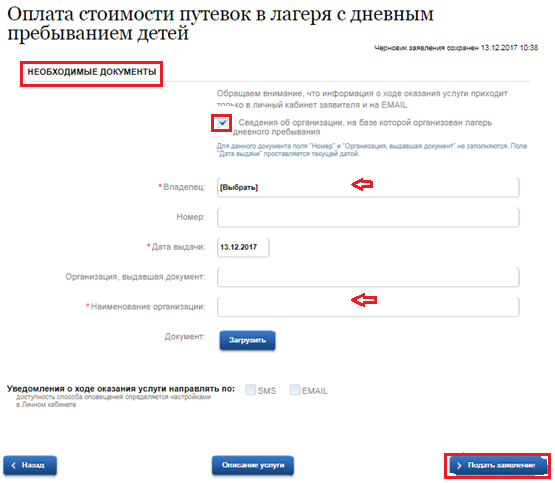 Оплата стоимости путевок в лагеря с дневным
пребыванием детей
Черновик заявления сохранен 13.12.2017 10:38
НЕОБХОДИМЫЕ ДОКУМЕНТЫ
Обращаем внимание, что информация о ходе оказания услуги приходит
только в личный кабинет заявителя и на EMAIL
Сведения об организации, на базе которой организован лагерь
дневного пребывания
Для данного документа поля "Номер" и "Организация, выдавшая документ" не заполняются. Поле
"Дата выдачи" проставляется текущей датой.
* Владелец: [Выбрать]
Номер:
* Дата выдачи: 13.12.2017
Организация, выдавшая документ:
* Наименование организации:
Документ: Загрузить
Уведомления о ходе оказания услуги направлять по: SMS EMAIL
доступность способа оповещения определяется настройками
в Личном кабинете
Назад Описание услуги Подать заявление